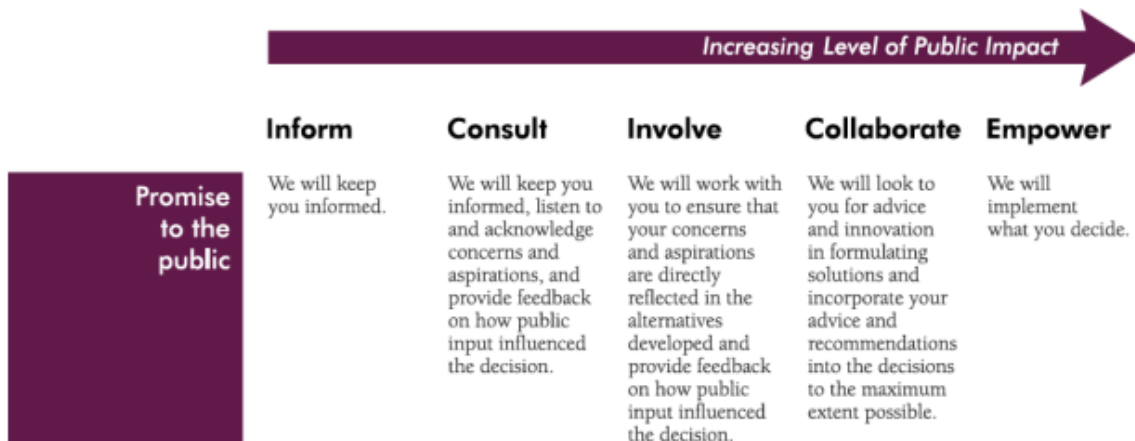 Increasing Level of Public Impact
Inform
Consult
Involve
Collaborate
Empower
Promise
to the
public
We will keep
you informed.
We will keep you
informed, listen to
and acknowledge
concerns and
aspirations, and
provide feedback
on how public
input influenced
the decision.
We will work with
you to ensure that
your concerns
and aspirations
are directly
reflected in the
alternatives
developed and
provide feedback
on how public
input influenced
the decision.
We will look to
you for advice
and innovation
in formulating
solutions and
incorporate your
advice and
recommendations
into the decisions
to the maximum
extent possible.
We will
implement
what you decide.